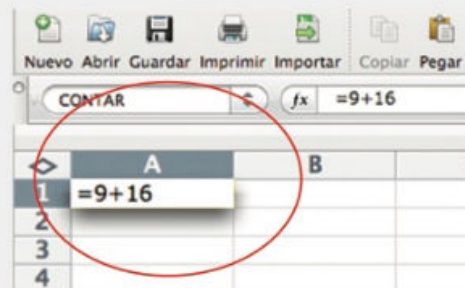 Nuevo Abrir Guardar Imprimir Importar Copiar Pegar
CONTAR fx =9+16
A B
1 =9+16
2
3
4